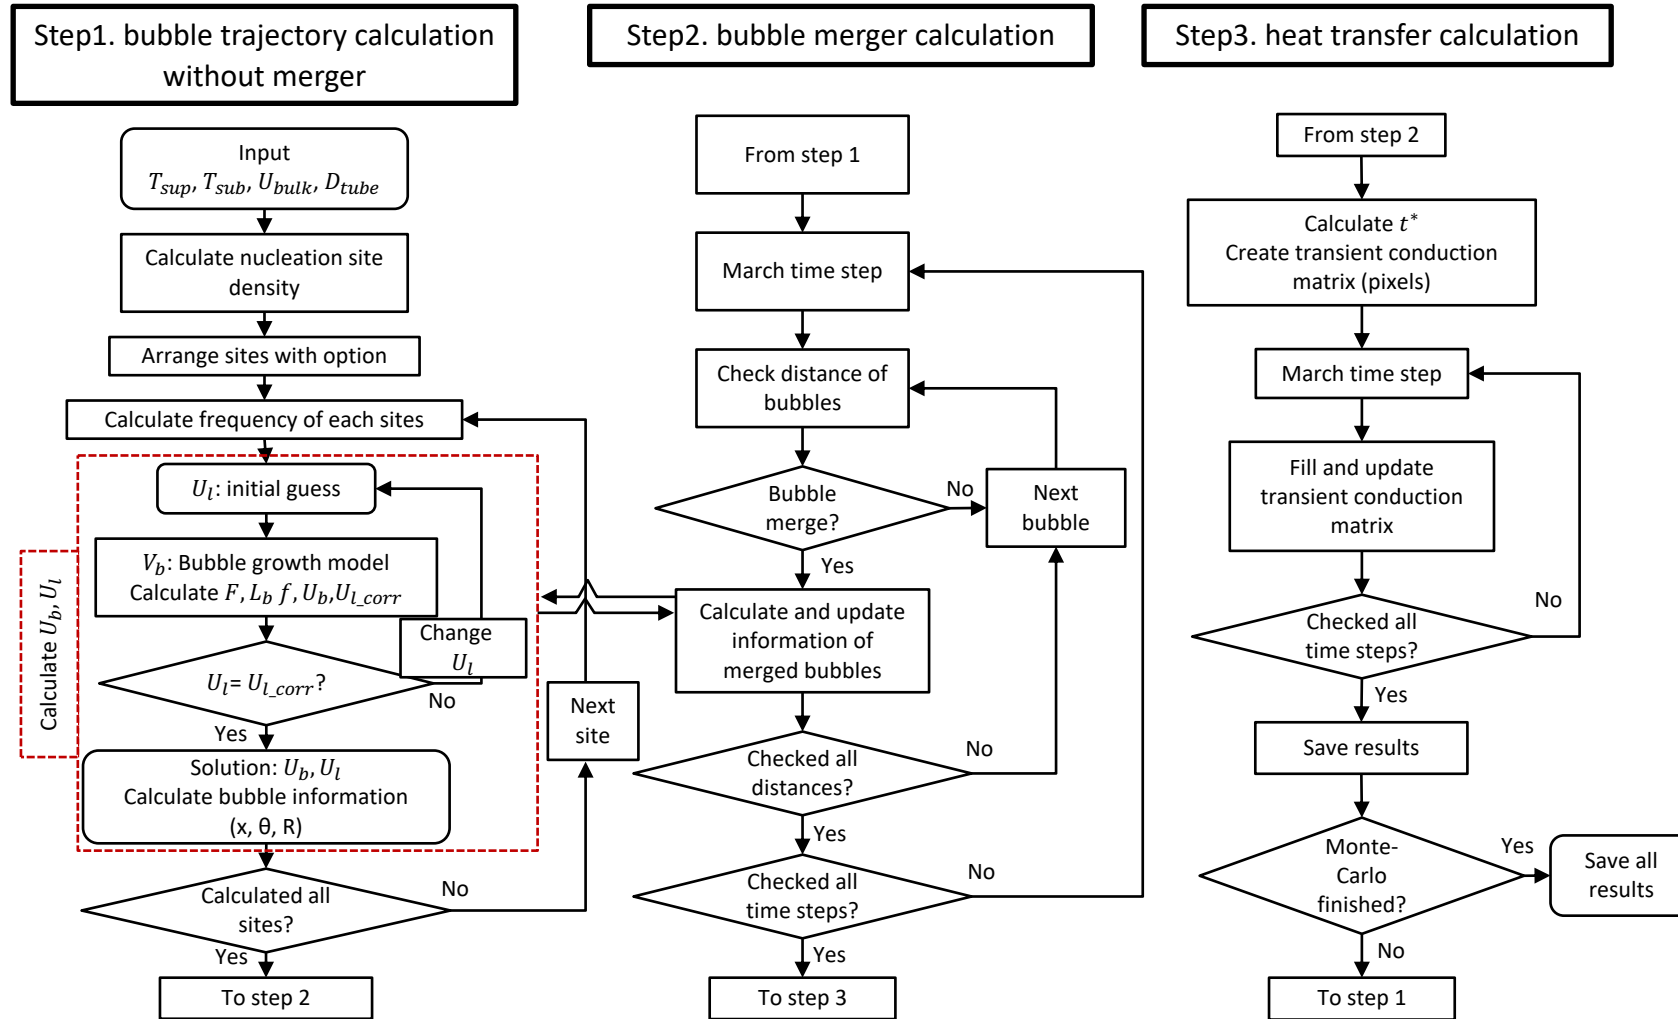 Step1. bubble trajectory calculation
without merger
Input
T_sup, T_sub, U_bulk, D_tube
Calculate nucleation site
density
Arrange sites with option
Calculate frequency of each sites
U_l: initial guess
V_b: Bubble growth model
Calculate F, L_b f, U_b,U_l_corr
Change
U_l
U_l= U_l_corr?
No
Yes
Solution: U_b, U_l
Calculate bubble information
(x, θ, R)
Calculate U_b, U_l
Next
site
Calculated all
sites?
No
Yes
To step 2
Step2. bubble merger calculation
From step 1
March time step
Check distance of
bubbles
Bubble
merge?
No
Next
bubble
Yes
Calculate and update
information of
merged bubbles
Checked all
distances?
No
Yes
Checked all
time steps?
No
Yes
To step 3
Step3. heat transfer calculation
From step 2
Calculate t*
Create transient conduction
matrix (pixels)
March time step
Fill and update
transient conduction
matrix
Checked all
time steps?
No
Yes
Save results
Monte-
Carlo
finished?
Yes
Save all
results
No
To step 1